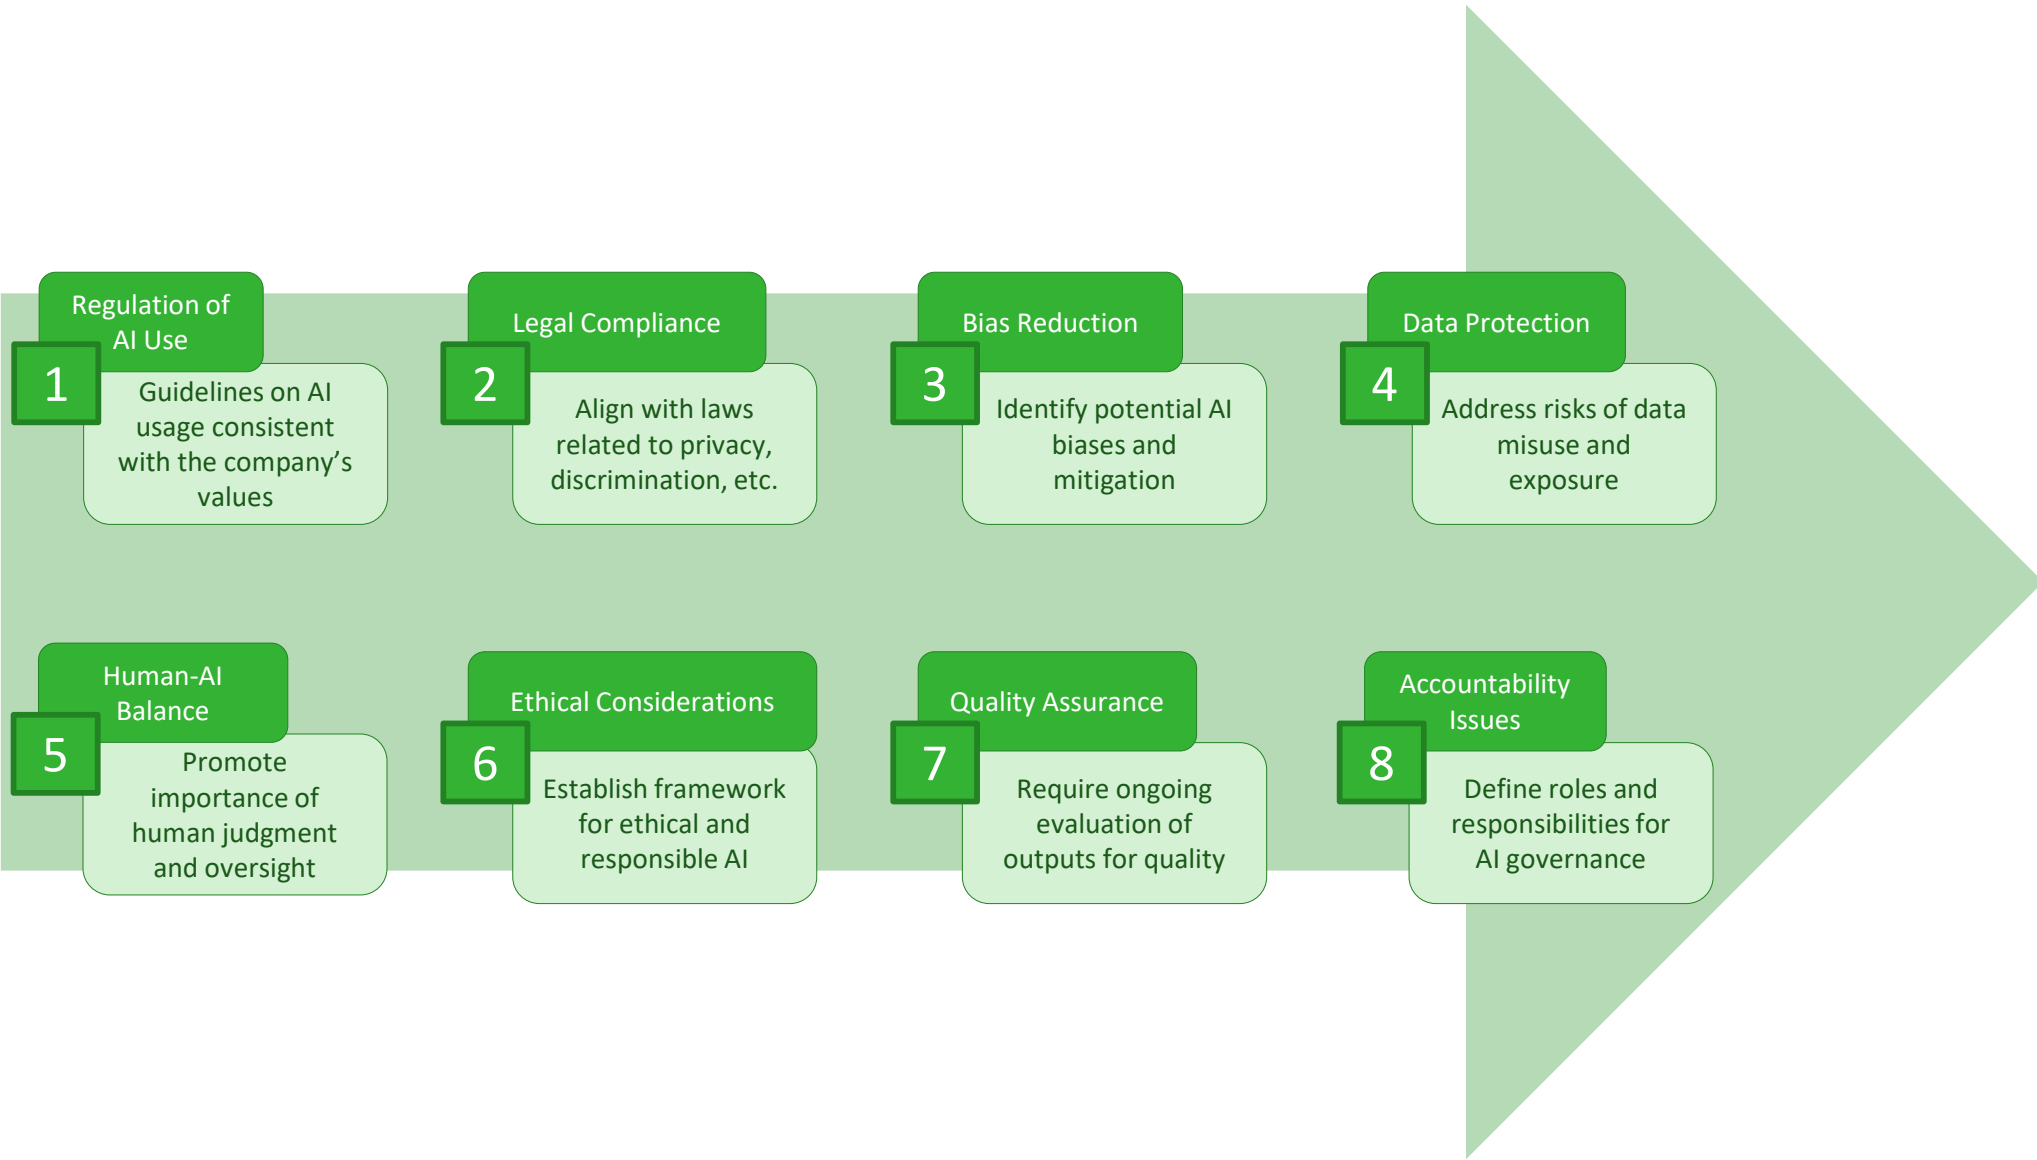 Regulation of
AI Use
1
Guidelines on AI
usage consistent
with the company’s
values
Legal Compliance
2
Align with laws
related to privacy,
discrimination, etc.
Bias Reduction
3
Identify potential AI
biases and
mitigation
Data Protection
4
Address risks of data
misuse and
exposure
Human-AI
Balance
5
Promote
importance of
human judgment
and oversight
Ethical Considerations
6
Establish framework
for ethical and
responsible AI
Quality Assurance
7
Require ongoing
evaluation of
outputs for quality
Accountability
Issues
8
Define roles and
responsibilities for
AI governance